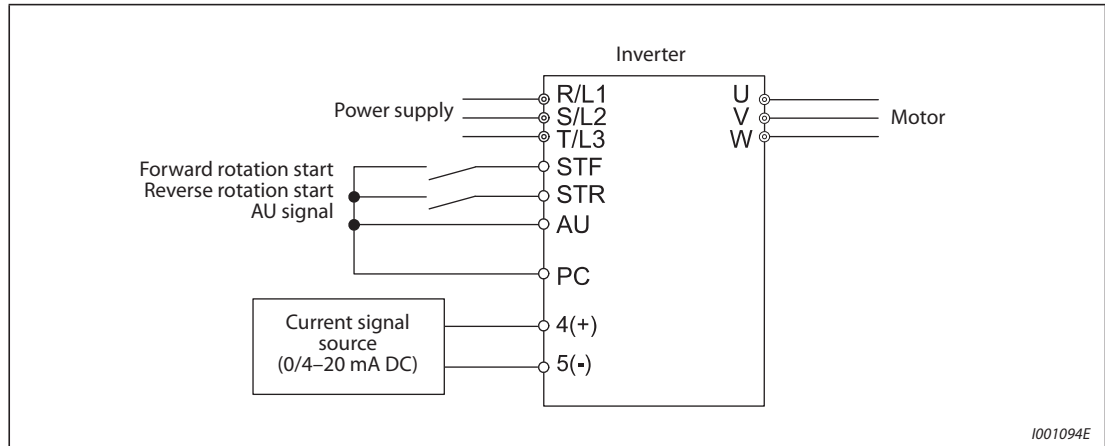 Inverter
Power supply
R/L1
S/L2
T/L3
U
V
W
Motor
Forward rotation start
Reverse rotation start
AU signal
STF
STR
AU
PC
Current signal
source
(0/4–20 mA DC)
4(+)
5(-)
I001094E